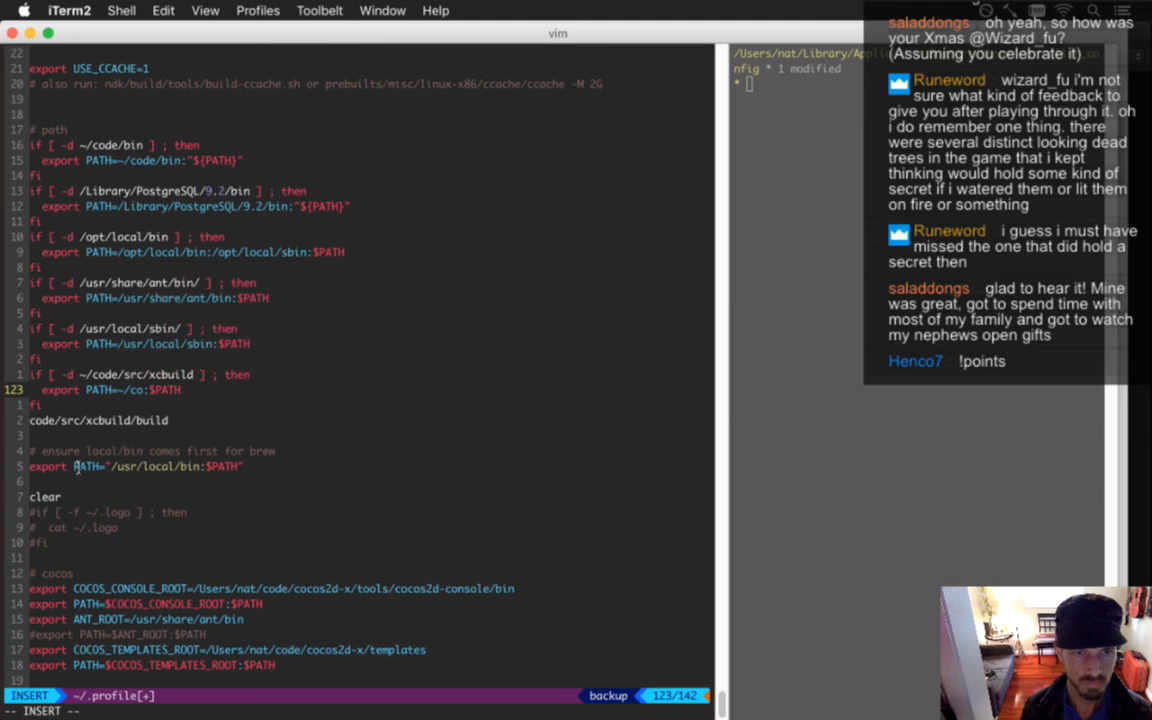 iTerm2 Shell Edit View Profiles Toolbelt Window Help
vim
22
21 export USE_CCACHE=1
20 # also run: ndk/build/tools/build-ccache.sh or prebuilts/misc/linux-x86/ccache/ccache -M 2G
19
18
17 # path
16 if [ -d ~/code/bin ] ; then
15 export PATH=~/code/bin:"${PATH}"
14 fi
13 if [ -d /Library/PostgreSQL/9.2/bin ] ; then
12 export PATH=/Library/PostgreSQL/9.2/bin:"${PATH}"
11 fi
10 if [ -d /opt/local/bin ] ; then
9 export PATH=/opt/local/bin:/opt/local/sbin:$PATH
8 fi
7 if [ -d /usr/share/ant/bin/ ] ; then
6 export PATH=/usr/share/ant/bin:$PATH
5 fi
4 if [ -d /usr/local/sbin/ ] ; then
3 export PATH=/usr/local/sbin:$PATH
2 fi
1 if [ -d ~/code/src/xcbuild ] ; then
123 export PATH=~/co:$PATH
1 fi
2 code/src/xcbuild/build
3
4 # ensure local/bin comes first for brew
5 export PATH="/usr/local/bin:$PATH"
6
7 clear
8 #if [ -f ~/.logo ] ; then
9 # cat ~/.logo
10 #fi
11
12 # cocos
13 export COCOS_CONSOLE_ROOT=/Users/nat/code/cocos2d-x/tools/cocos2d-console/bin
14 export PATH=$COCOS_CONSOLE_ROOT:$PATH
15 export ANT_ROOT=/usr/share/ant/bin
16 #export PATH=$ANT_ROOT:$PATH
17 export COCOS_TEMPLATES_ROOT=/Users/nat/code/cocos2d-x/templates
18 export PATH=$COCOS_TEMPLATES_ROOT:$PATH
19
INSERT ~/.profile[+] backup 123/142
-- INSERT --
/Users/nat/Library/Appl
nfig * 1 modified
*
saladdongs oh yeah, so how was
your Xmas @Wizard_fu?
(Assuming you celebrate it)
Runeword wizard_fu i'm not
sure what kind of feedback to
give you after playing through it. oh
i do remember one thing. there
were several distinct looking dead
trees in the game that i kept
thinking would hold some kind of
secret if i watered them or lit them
on fire or something
Runeword i guess i must have
missed the one that did hold a
secret then
saladdongs glad to hear it! Mine
was great, got to spend time with
most of my family and got to watch
my nephews open gifts
Henco7 !points